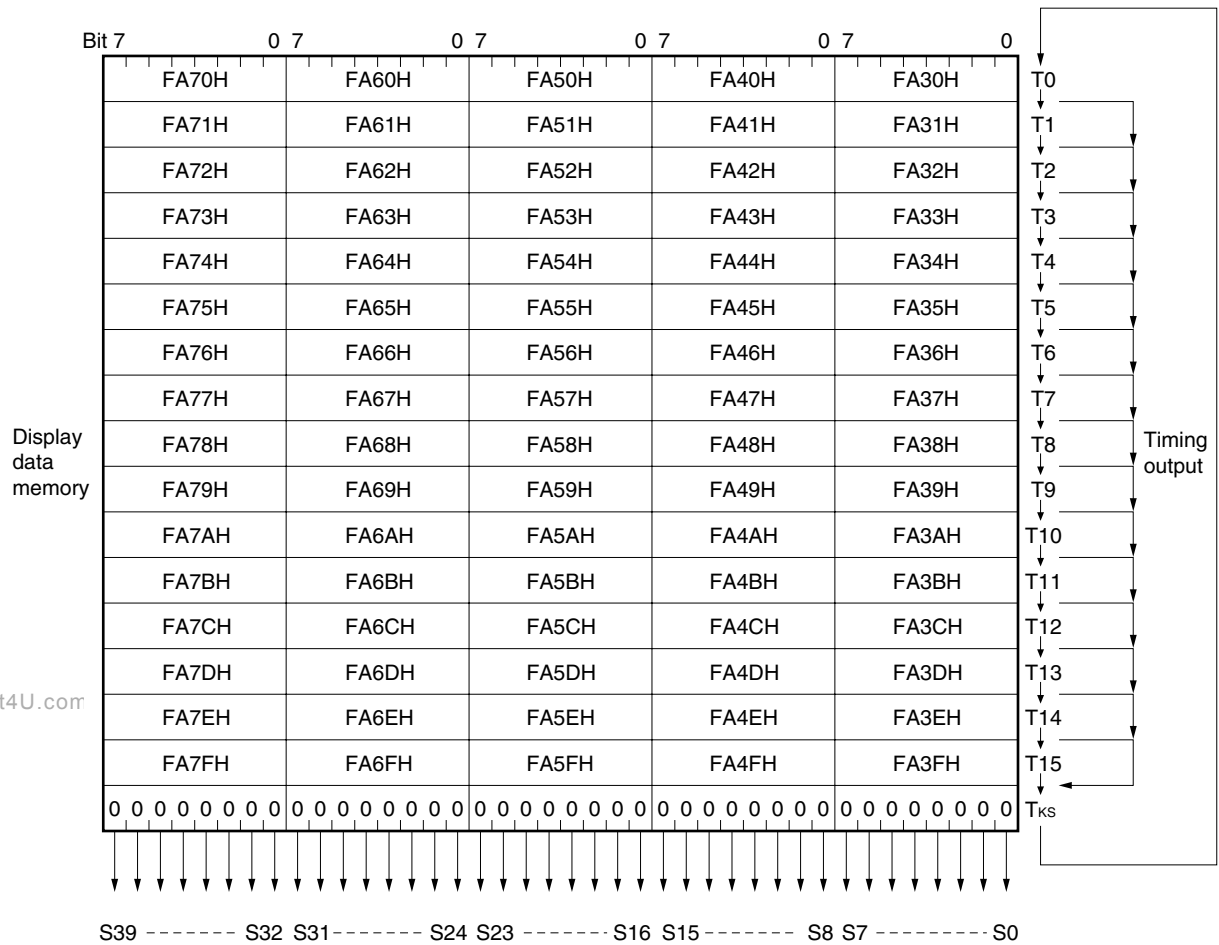 Bit 7 0 7 0 7 0 7 0 7 0
FA70H FA60H FA50H FA40H FA30H T0
FA71H FA61H FA51H FA41H FA31H T1
FA72H FA62H FA52H FA42H FA32H T2
FA73H FA63H FA53H FA43H FA33H T3
FA74H FA64H FA54H FA44H FA34H T4
FA75H FA65H FA55H FA45H FA35H T5
FA76H FA66H FA56H FA46H FA36H T6
FA77H FA67H FA57H FA47H FA37H T7
Display
data
memory
FA78H FA68H FA58H FA48H FA38H T8
FA79H FA69H FA59H FA49H FA39H T9
Timing
output
FA7AH FA6AH FA5AH FA4AH FA3AH T10
FA7BH FA6BH FA5BH FA4BH FA3BH T11
FA7CH FA6CH FA5CH FA4CH FA3CH T12
FA7DH FA6DH FA5DH FA4DH FA3DH T13
t4U.com
FA7EH FA6EH FA5EH FA4EH FA3EH T14
FA7FH FA6FH FA5FH FA4FH FA3FH T15
0 0 0 0 0 0 0 0 0 0 0 0 0 0 0 0 0 0 0 0 0 0 0 0 0 0 0 0 0 0 0 0 0 0 0 0 0 0 0 0 TKS
S39 ------- S32 S31 ------- S24 S23 ------- S16 S15 ------- S8 S7 ------- S0